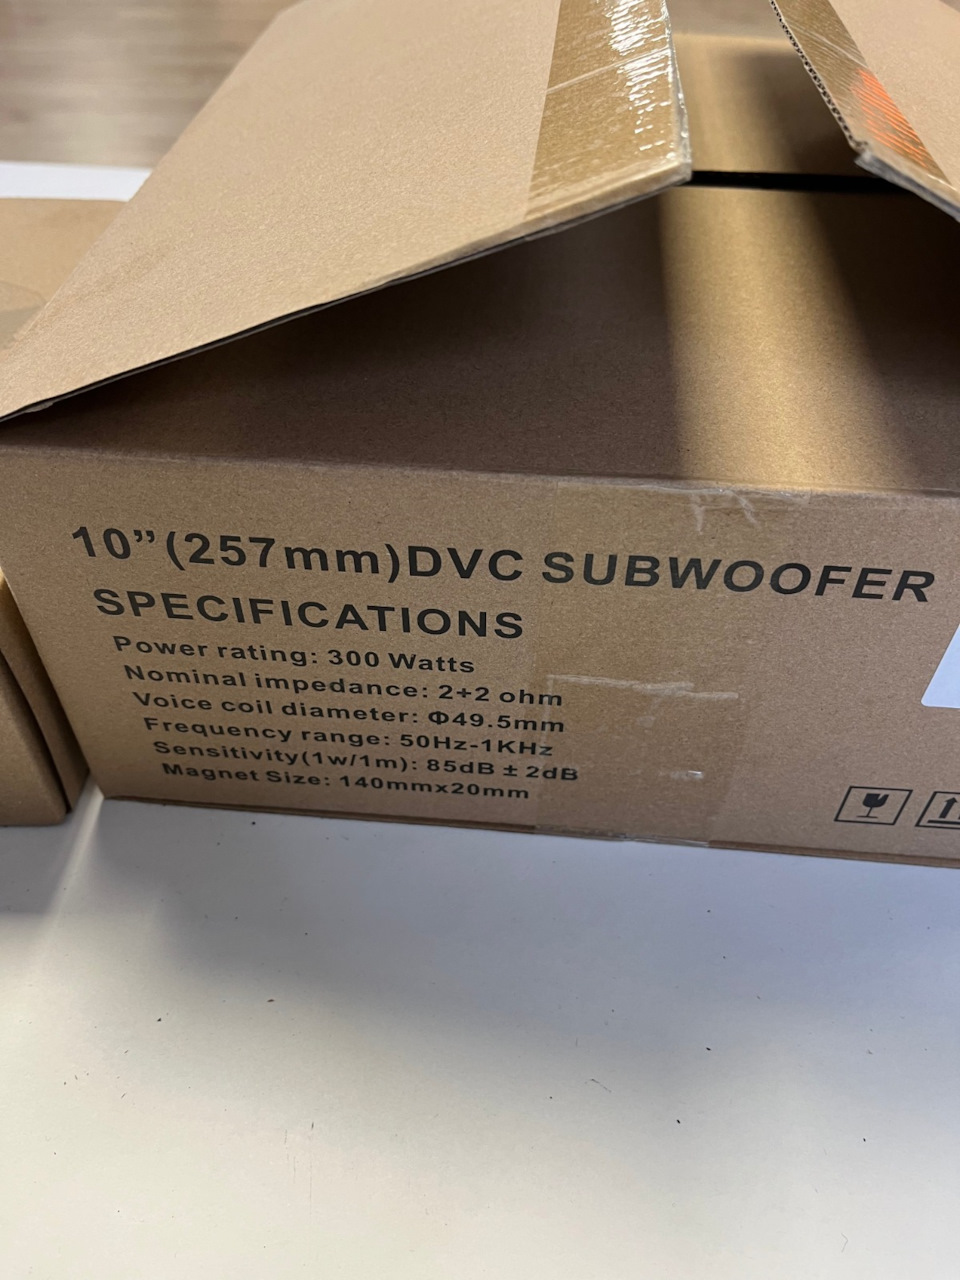 10”(257mm)DVC SUBWOOFER
SPECIFICATIONS
Power rating: 300 Watts
Nominal impedance: 2+2 ohm
Voice coil diameter: Φ49.5mm
Frequency range: 50Hz-1KHz
Sensitivity(1w/1m): 85dB ± 2dB
Magnet Size: 140mmx20mm